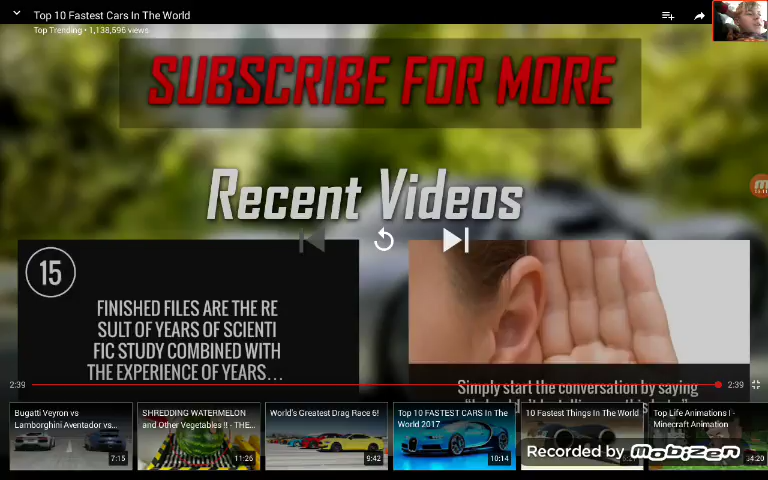 Top 10 Fastest Cars In The World
Top Trending • 1,138,596 views
SUBSCRIBE FOR MORE
Recent Videos
15
FINISHED FILES ARE THE RE
SULT OF YEARS OF SCIENTI
FIC STUDY COMBINED WITH
THE EXPERIENCE OF YEARS...
Simply start the conversation by saying
2:39
2:39
Bugatti Veyron vs
Lamborghini Aventador vs...
7:15
SHREDDING WATERMELON
and Other Vegetables !! - THE...
11:26
World's Greatest Drag Race 6!
9:42
Top 10 FASTEST CARS In The
World 2017
10:14
10 Fastest Things In The World
Top Life Animations I -
Minecraft Animation
34:20
Recorded by Mobizen